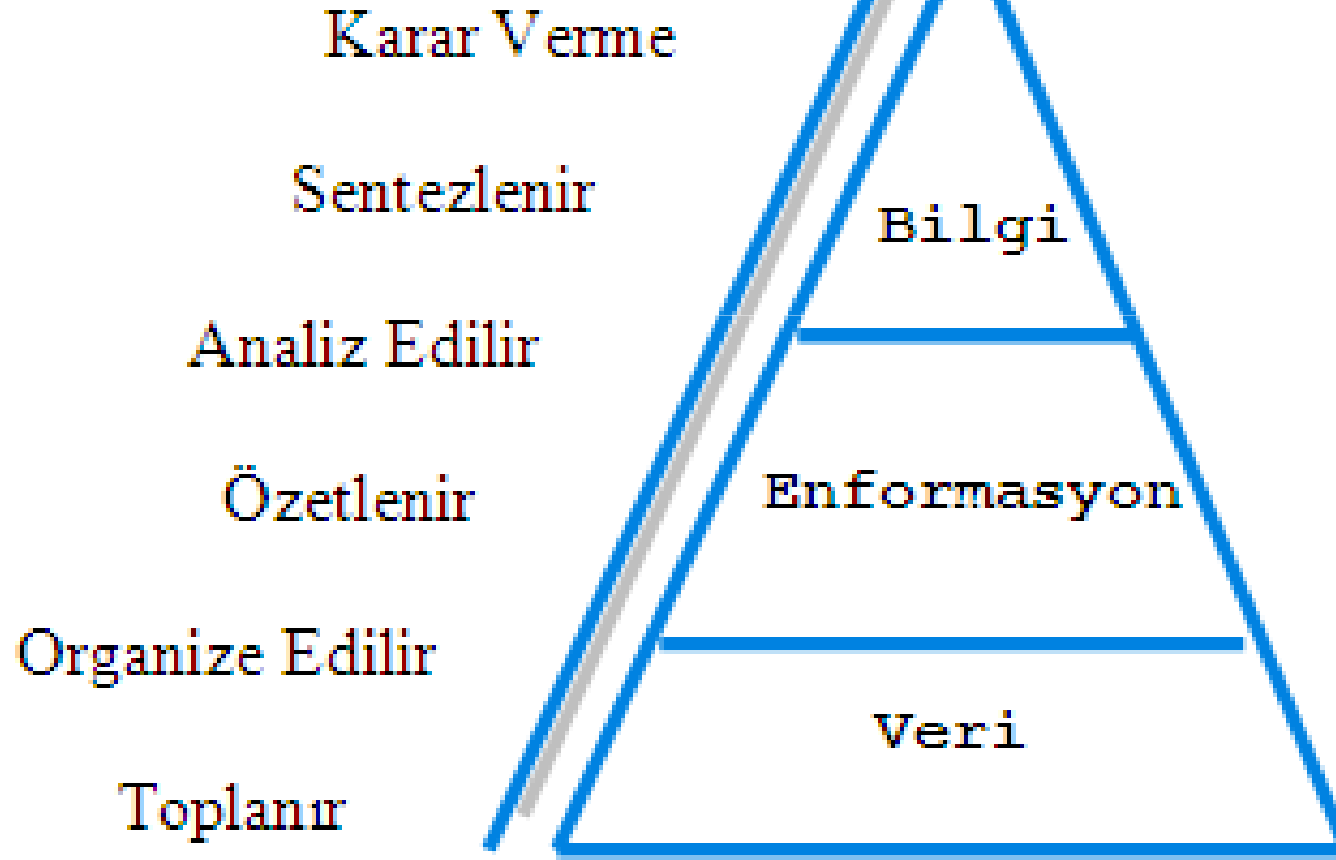 Karar Verme
Sentezlenir
Bilgi
Analiz Edilir
Özetlenir
Enformasyon
Organize Edilir
Veri
Toplanır